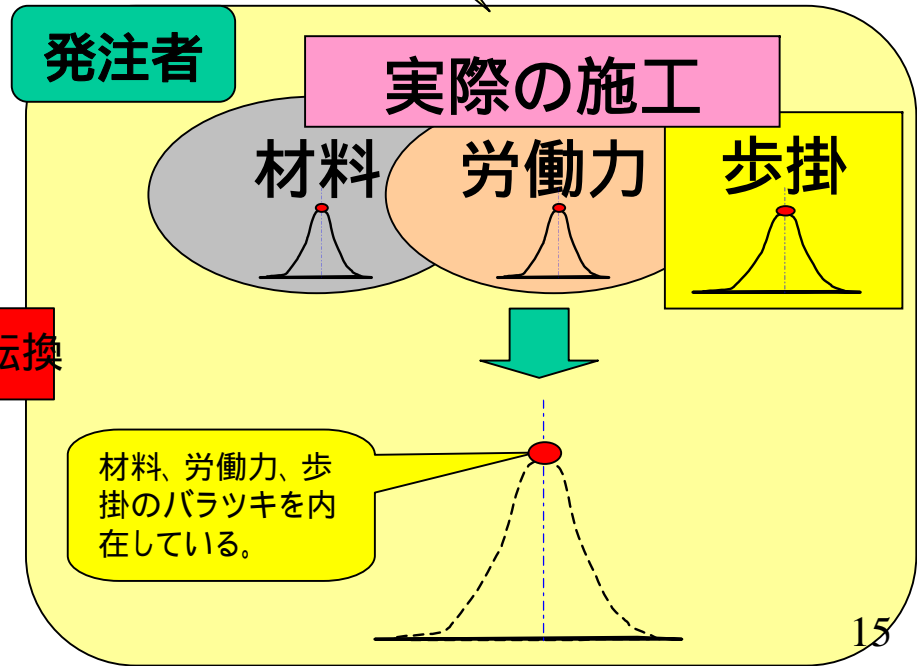 発注者
実際の施工
材料
労働力
歩掛
換
材料、労働力、歩
掛のバラツキを内
在している。
15